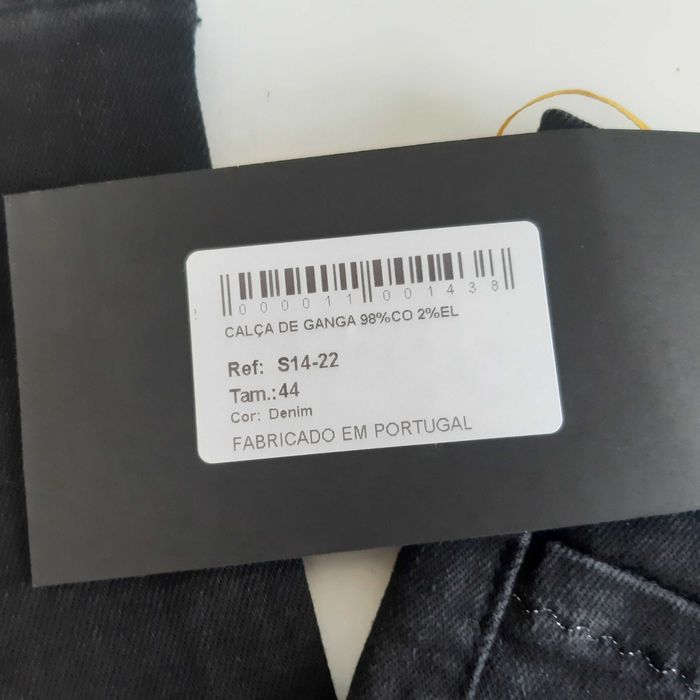 000011001438
CALÇA DE GANGA 98%CO 2%EL
Ref: S14-22
Tam.:44
Cor: Denim
FABRICADO EM PORTUGAL